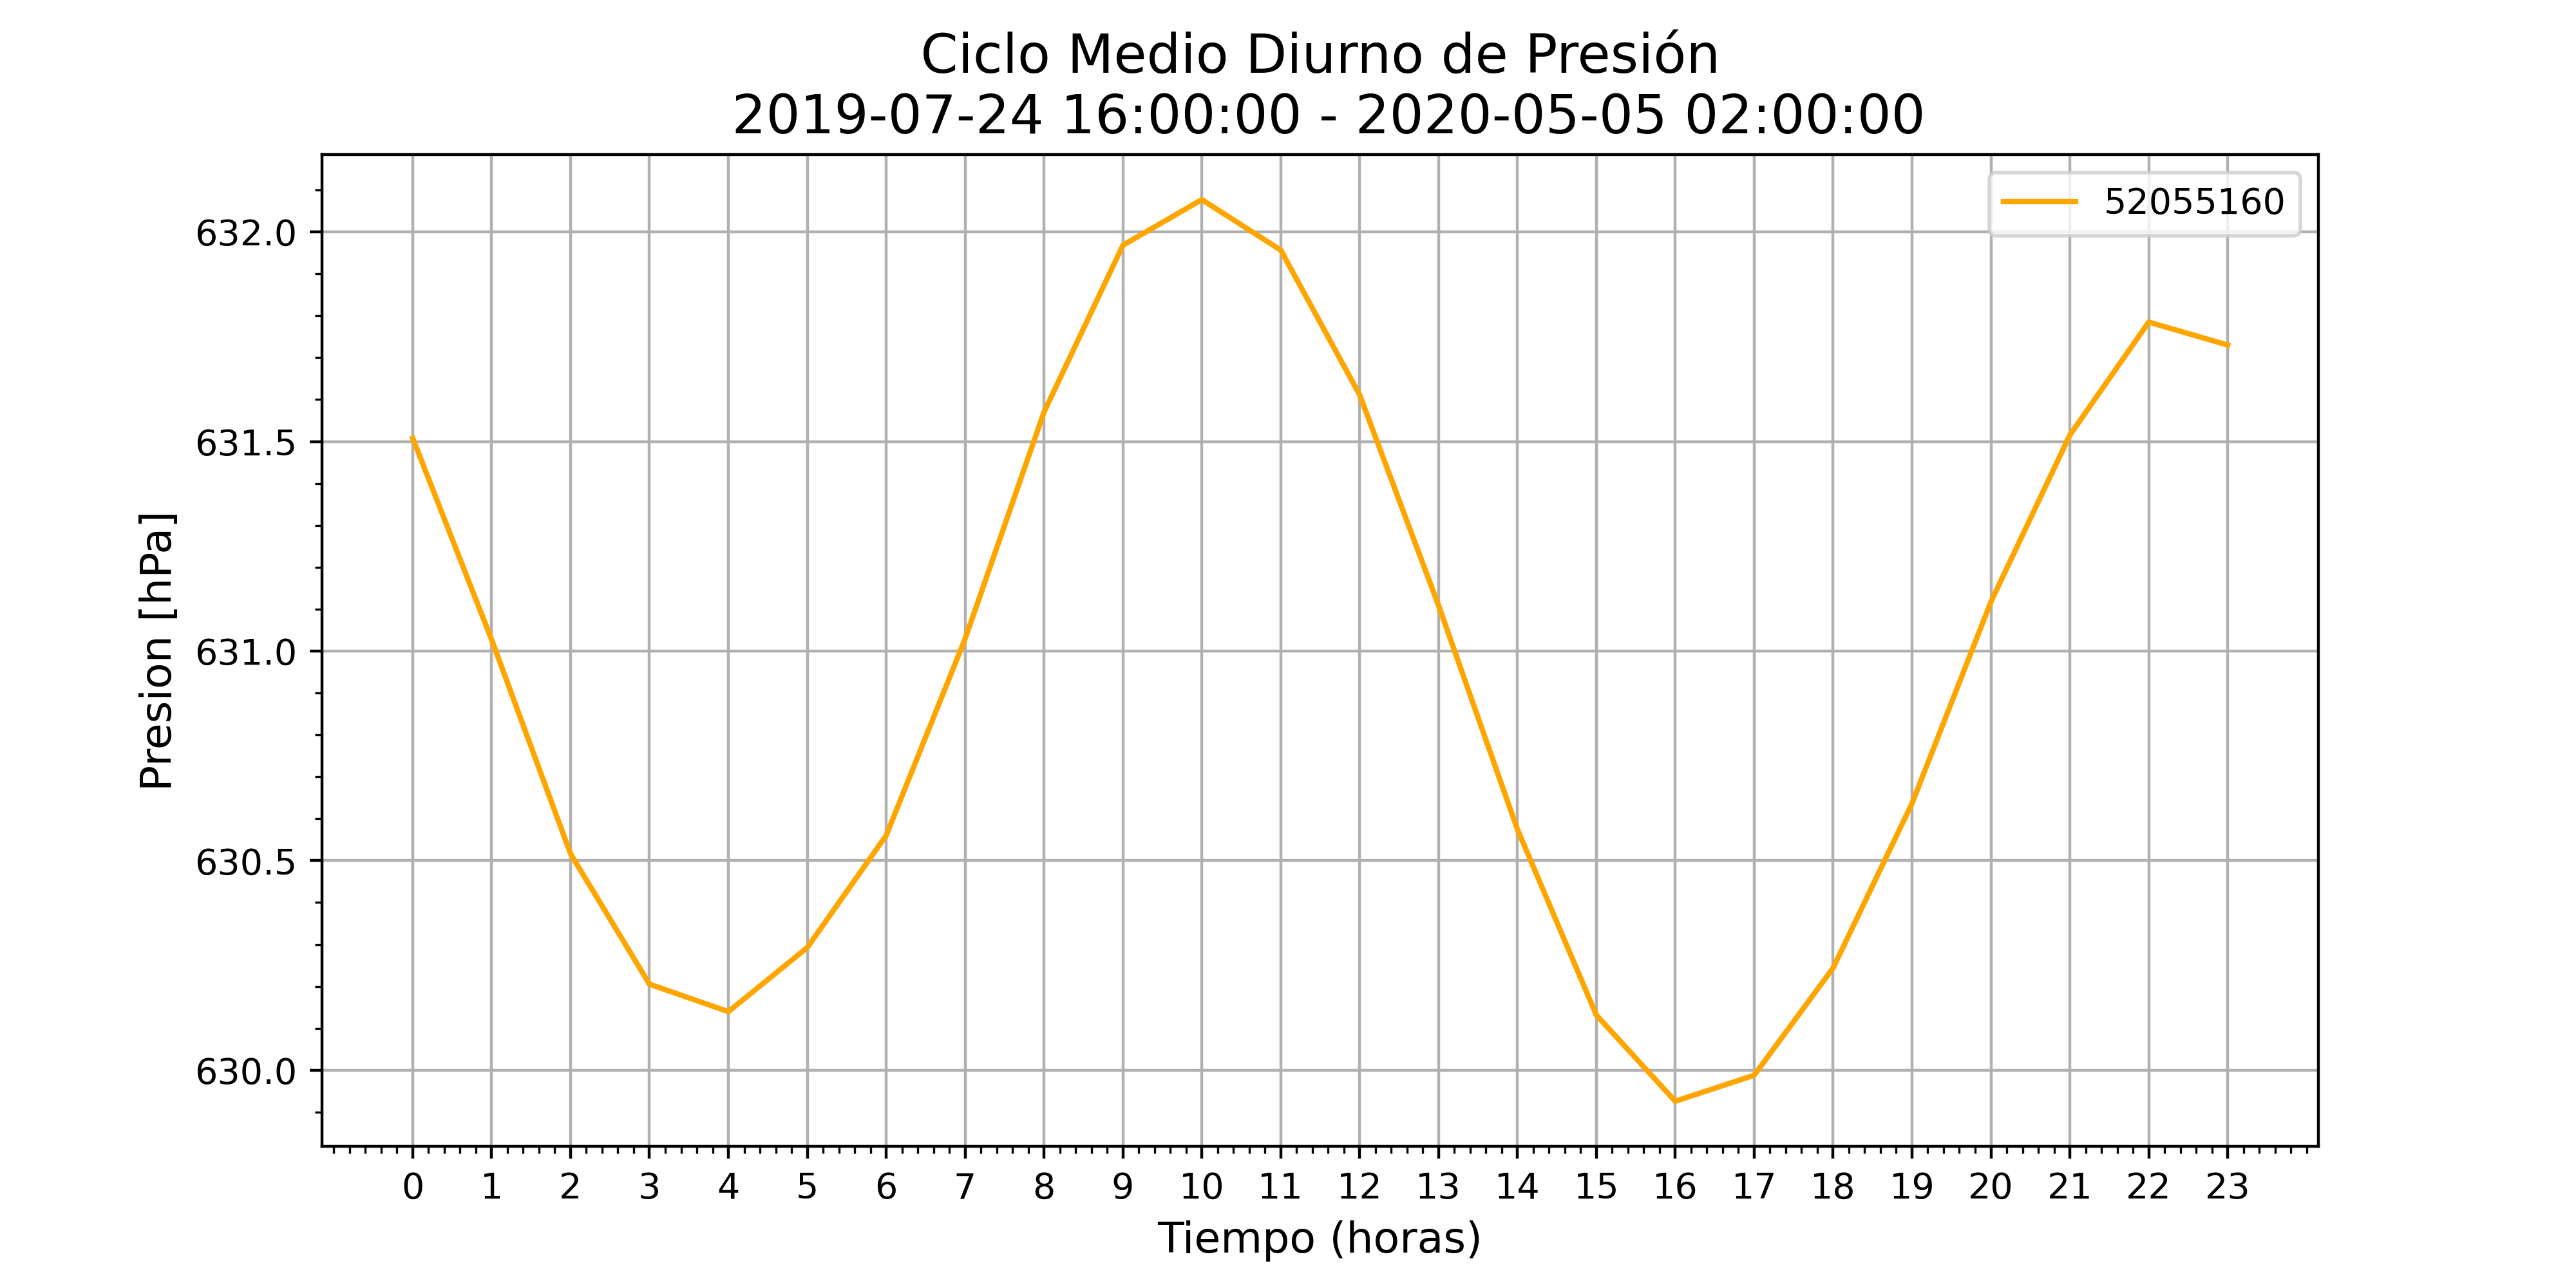 Ciclo Medio Diurno de Presión
2019-07-24 16:00:00 - 2020-05-05 02:00:00
52055160
632.0
631.5
631.0
630.5
630.0
Presion [hPa]
0 1 2 3 4 5 6 7 8 9 10 11 12 13 14 15 16 17 18 19 20 21 22 23
Tiempo (horas)